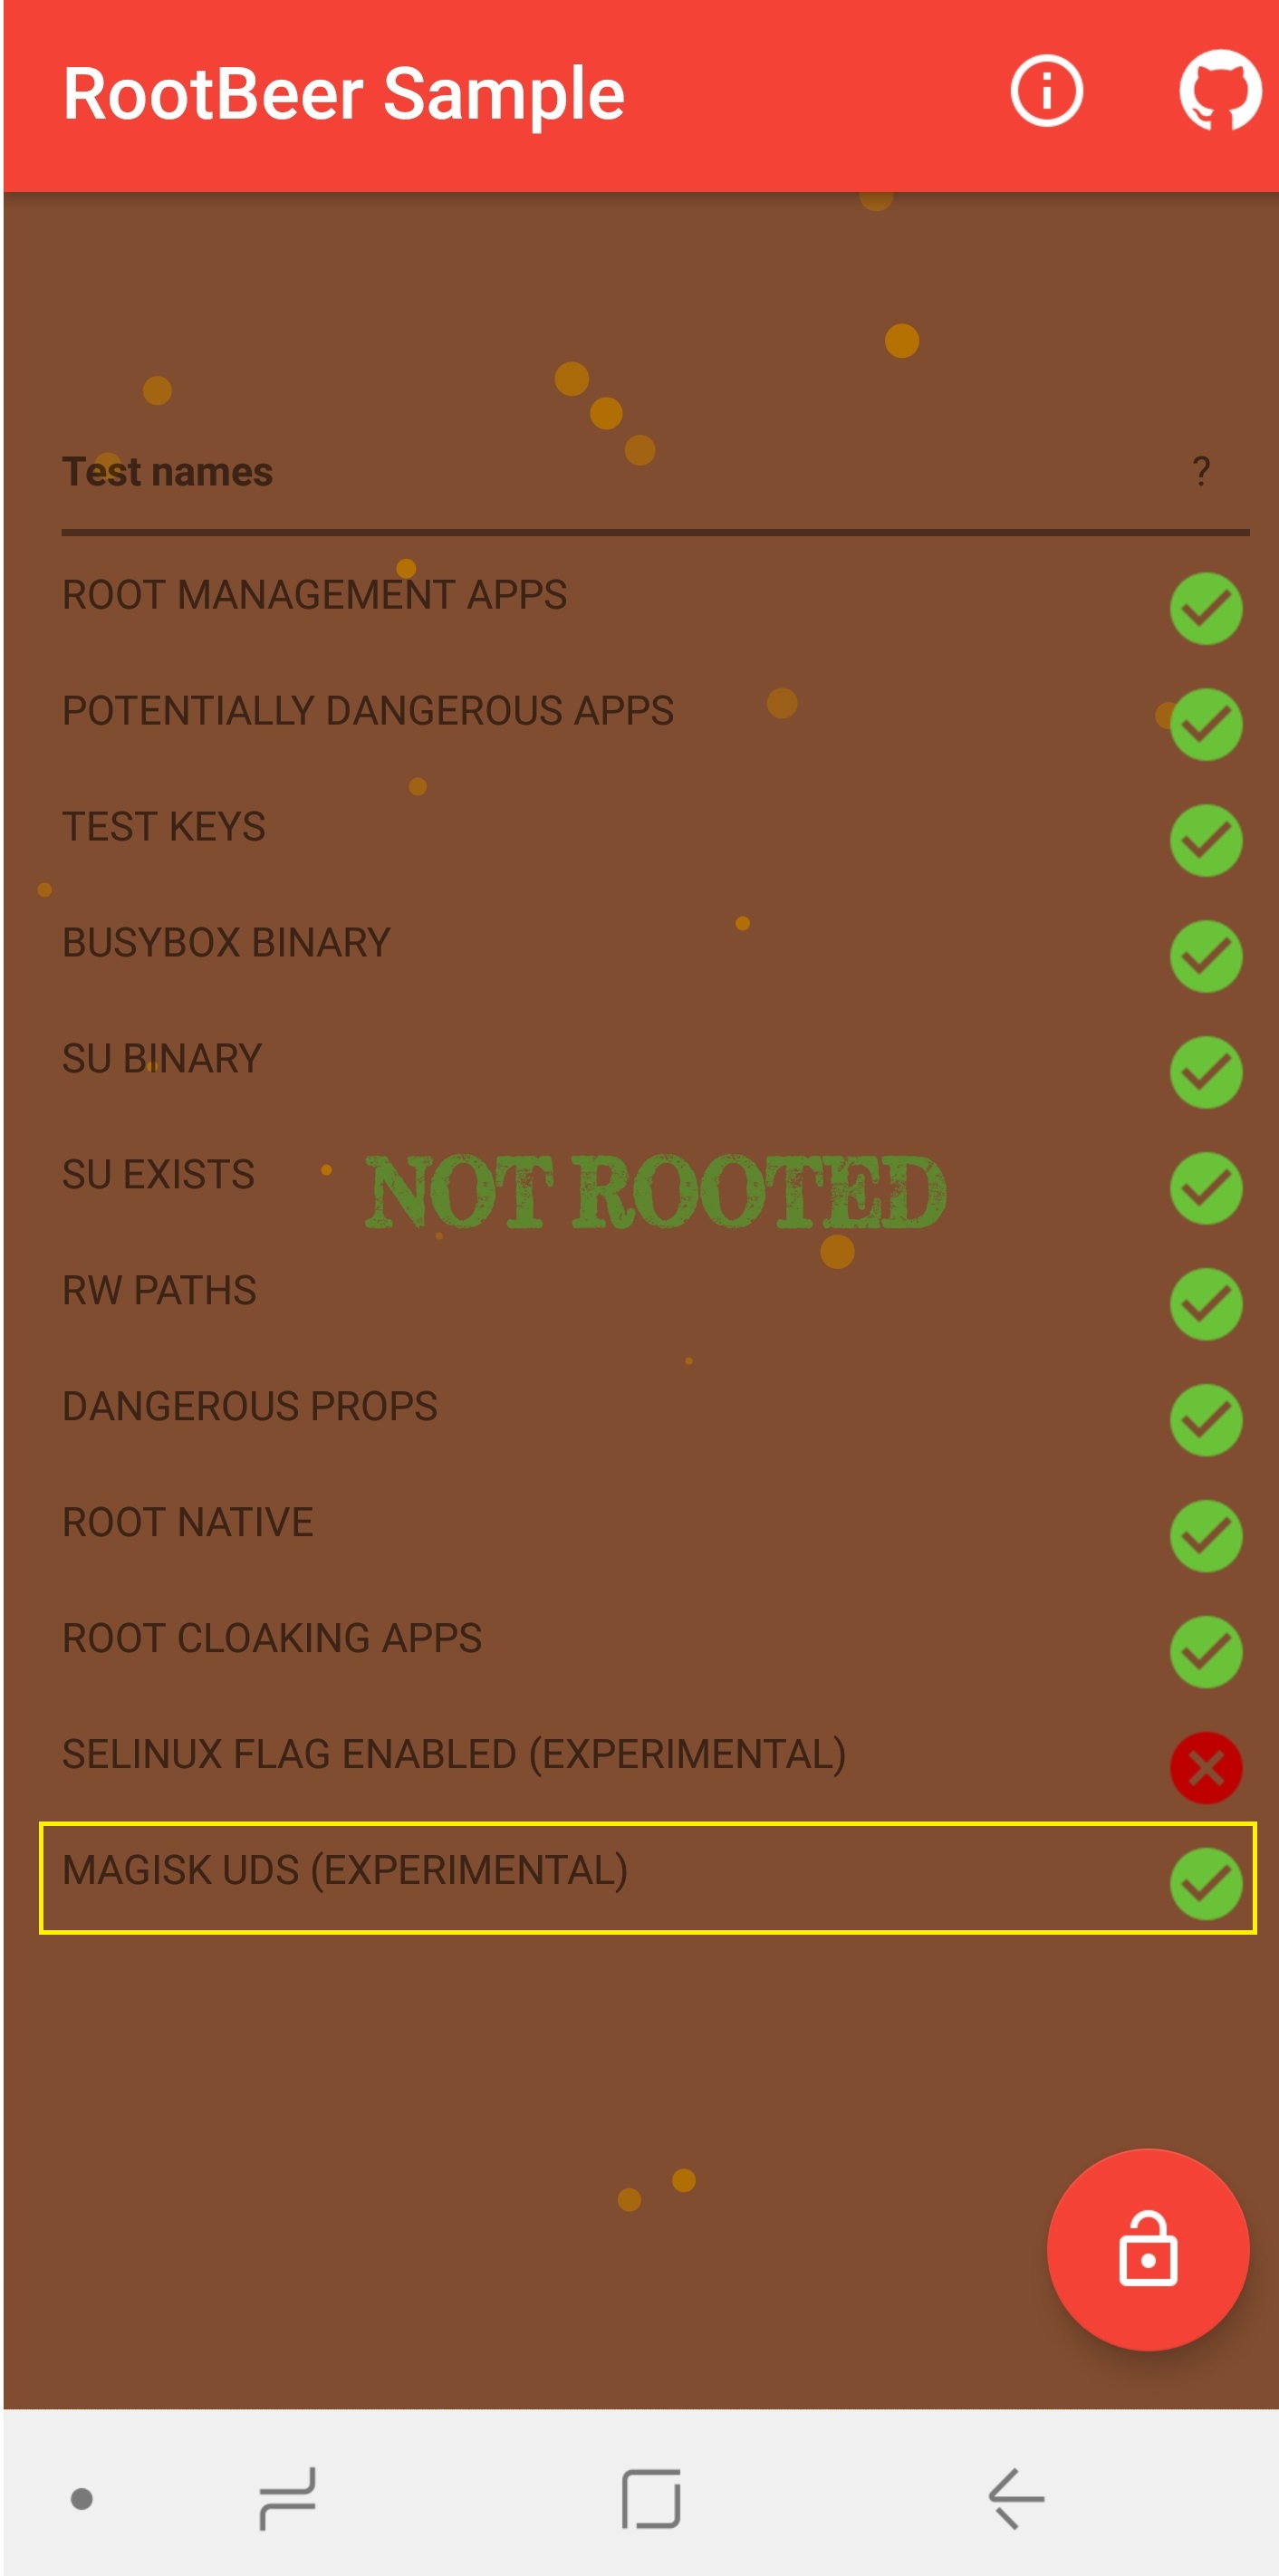 RootBeer Sample
Test names ?
ROOT MANAGEMENT APPS
POTENTIALLY DANGEROUS APPS
TEST KEYS
BUSYBOX BINARY
SU BINARY
SU EXISTS
NOT ROOTED
RW PATHS
DANGEROUS PROPS
ROOT NATIVE
ROOT CLOAKING APPS
SELINUX FLAG ENABLED (EXPERIMENTAL)
MAGISK UDS (EXPERIMENTAL)